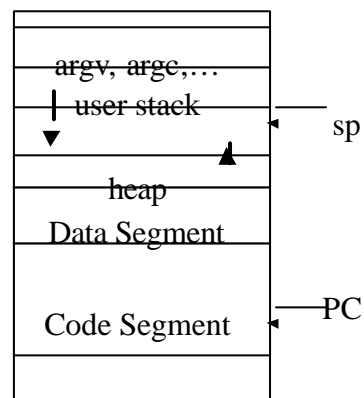 argv, argc,…
user stack
sp
heap
Data Segment
Code Segment
PC